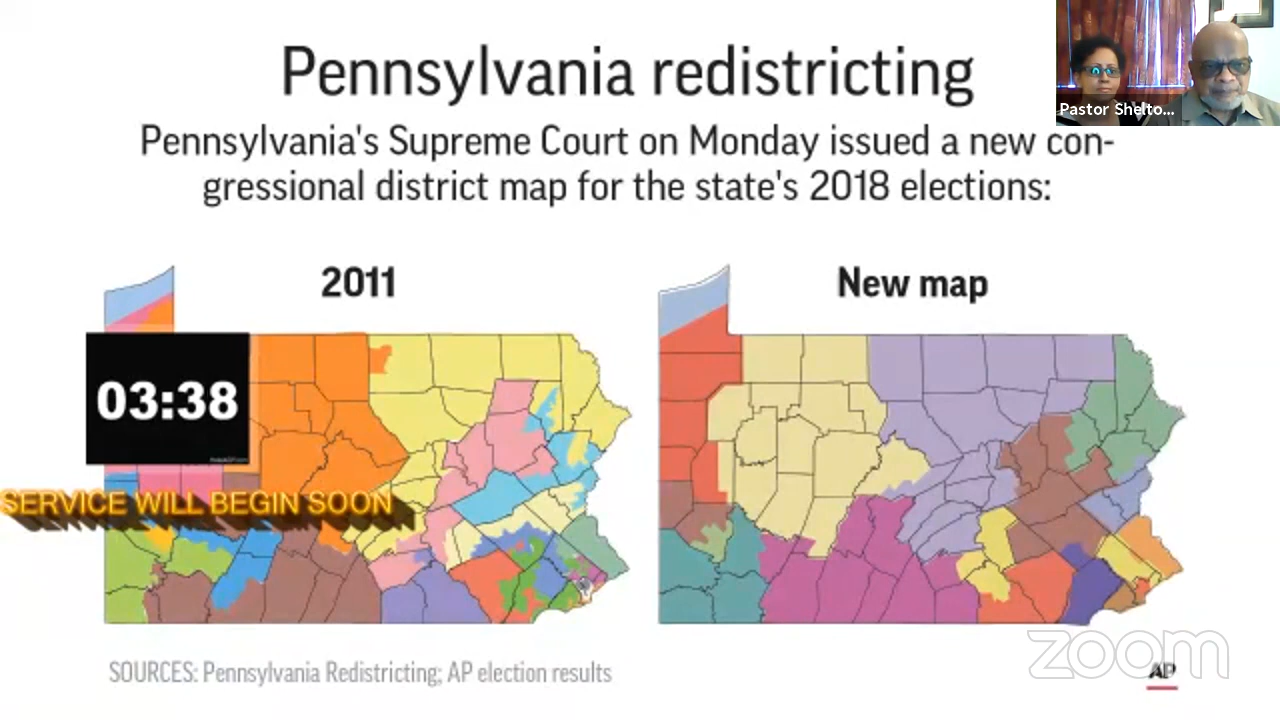 Pennsylvania redistricting
Pastor Shelto...
Pennsylvania's Supreme Court on Monday issued a new con-
gressional district map for the state's 2018 elections:
2011
New map
03:38
SERVICE WILL BEGIN SOON
SOURCES: Pennsylvania Redistricting; AP election results
zoom
AP